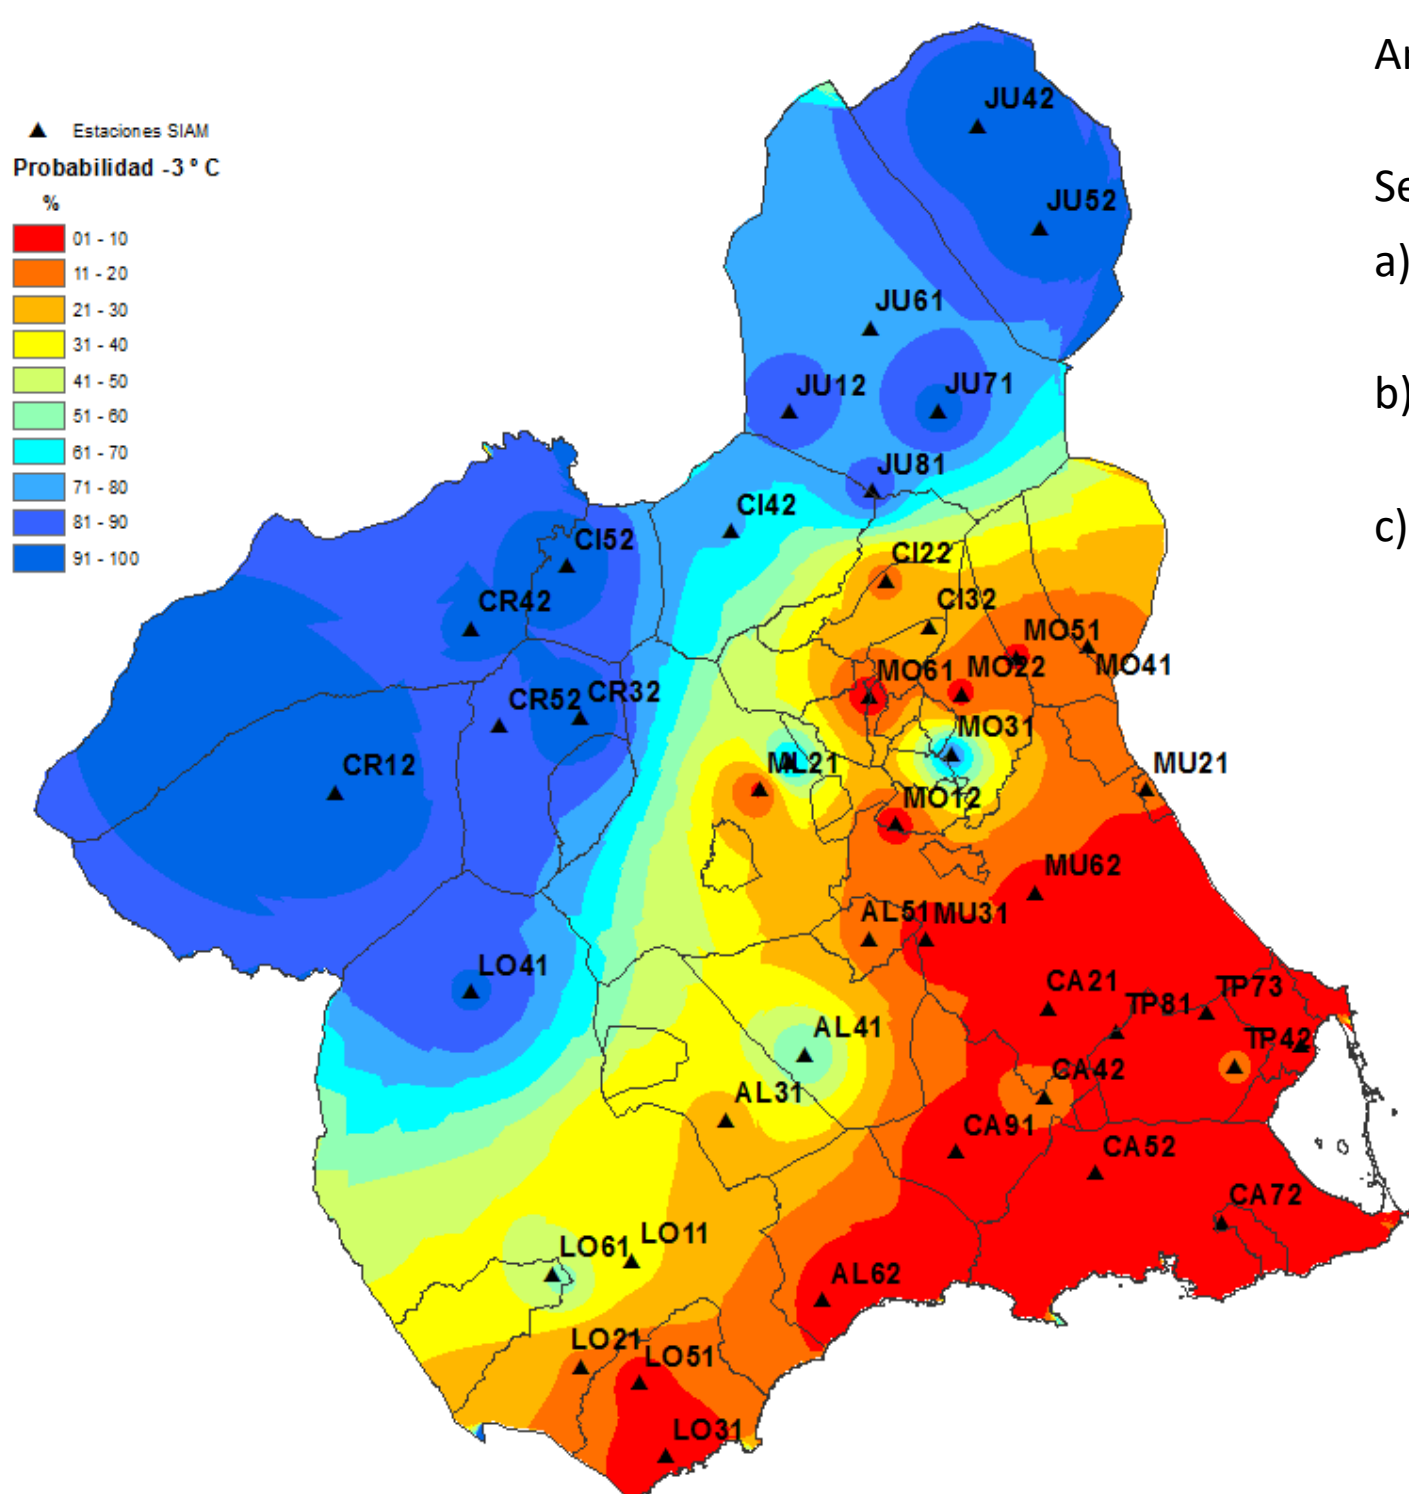 Estaciones SIAM
Probabilidad -3 º C
%
01 - 10
11 - 20
21 - 30
31 - 40
41 - 50
51 - 60
61 - 70
71 - 80
81 - 90
91 - 100
JU42
JU52
JU61
JU12
JU71
JU81
CI42
CI52
CI22
CR42
CI32
MO51
MO61
MO22
MO41
CR52
CR32
MO31
CR12
ML21
MU21
MO12
MU62
AL51
MU31
LO41
CA21
TP81
TP73
AL41
TP42
CA42
AL31
CA91
CA52
CA72
LO61
LO11
AL62
LO21
LO51
LO31
a)
b)
c)